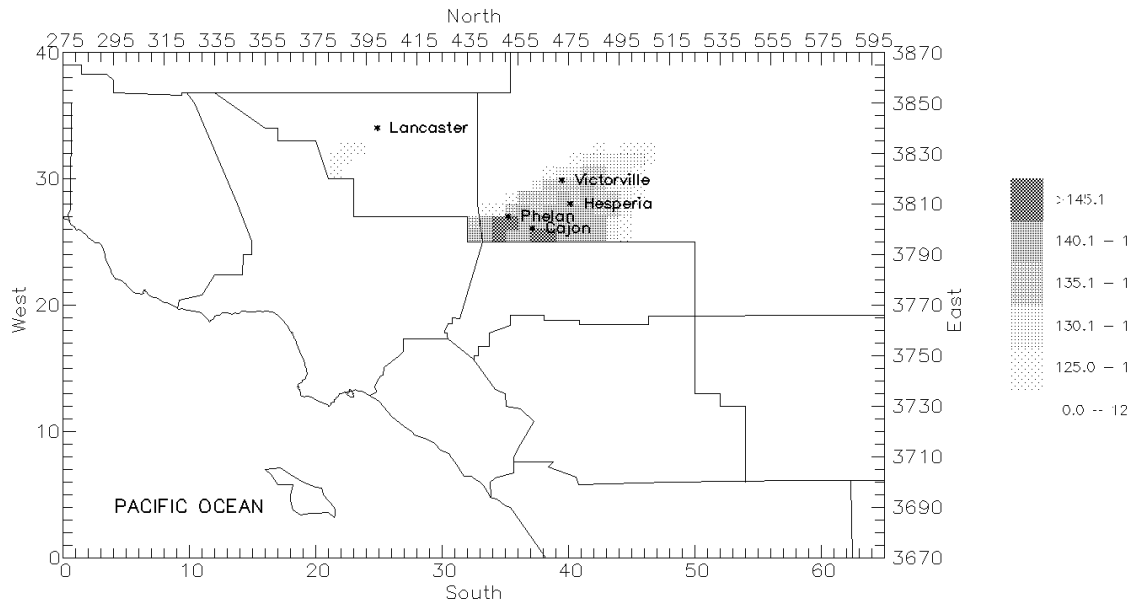 North
275 295 315 335 355 375 395 415 435 455 475 495 515 535 555 575 595
40 3870
3850
Lancaster
3830
30 Victorville
Hesperia 3810
Phelan
Cajon
3790
20 3770
West East
3750
3730
10
3710
PACIFIC OCEAN 3690
0 3670
0 10 20 30 40 50 60
South
>145.1
140.1 – 1
135.1 – 1
130.1 – 1
125.0 – 1
0.0 -- 12